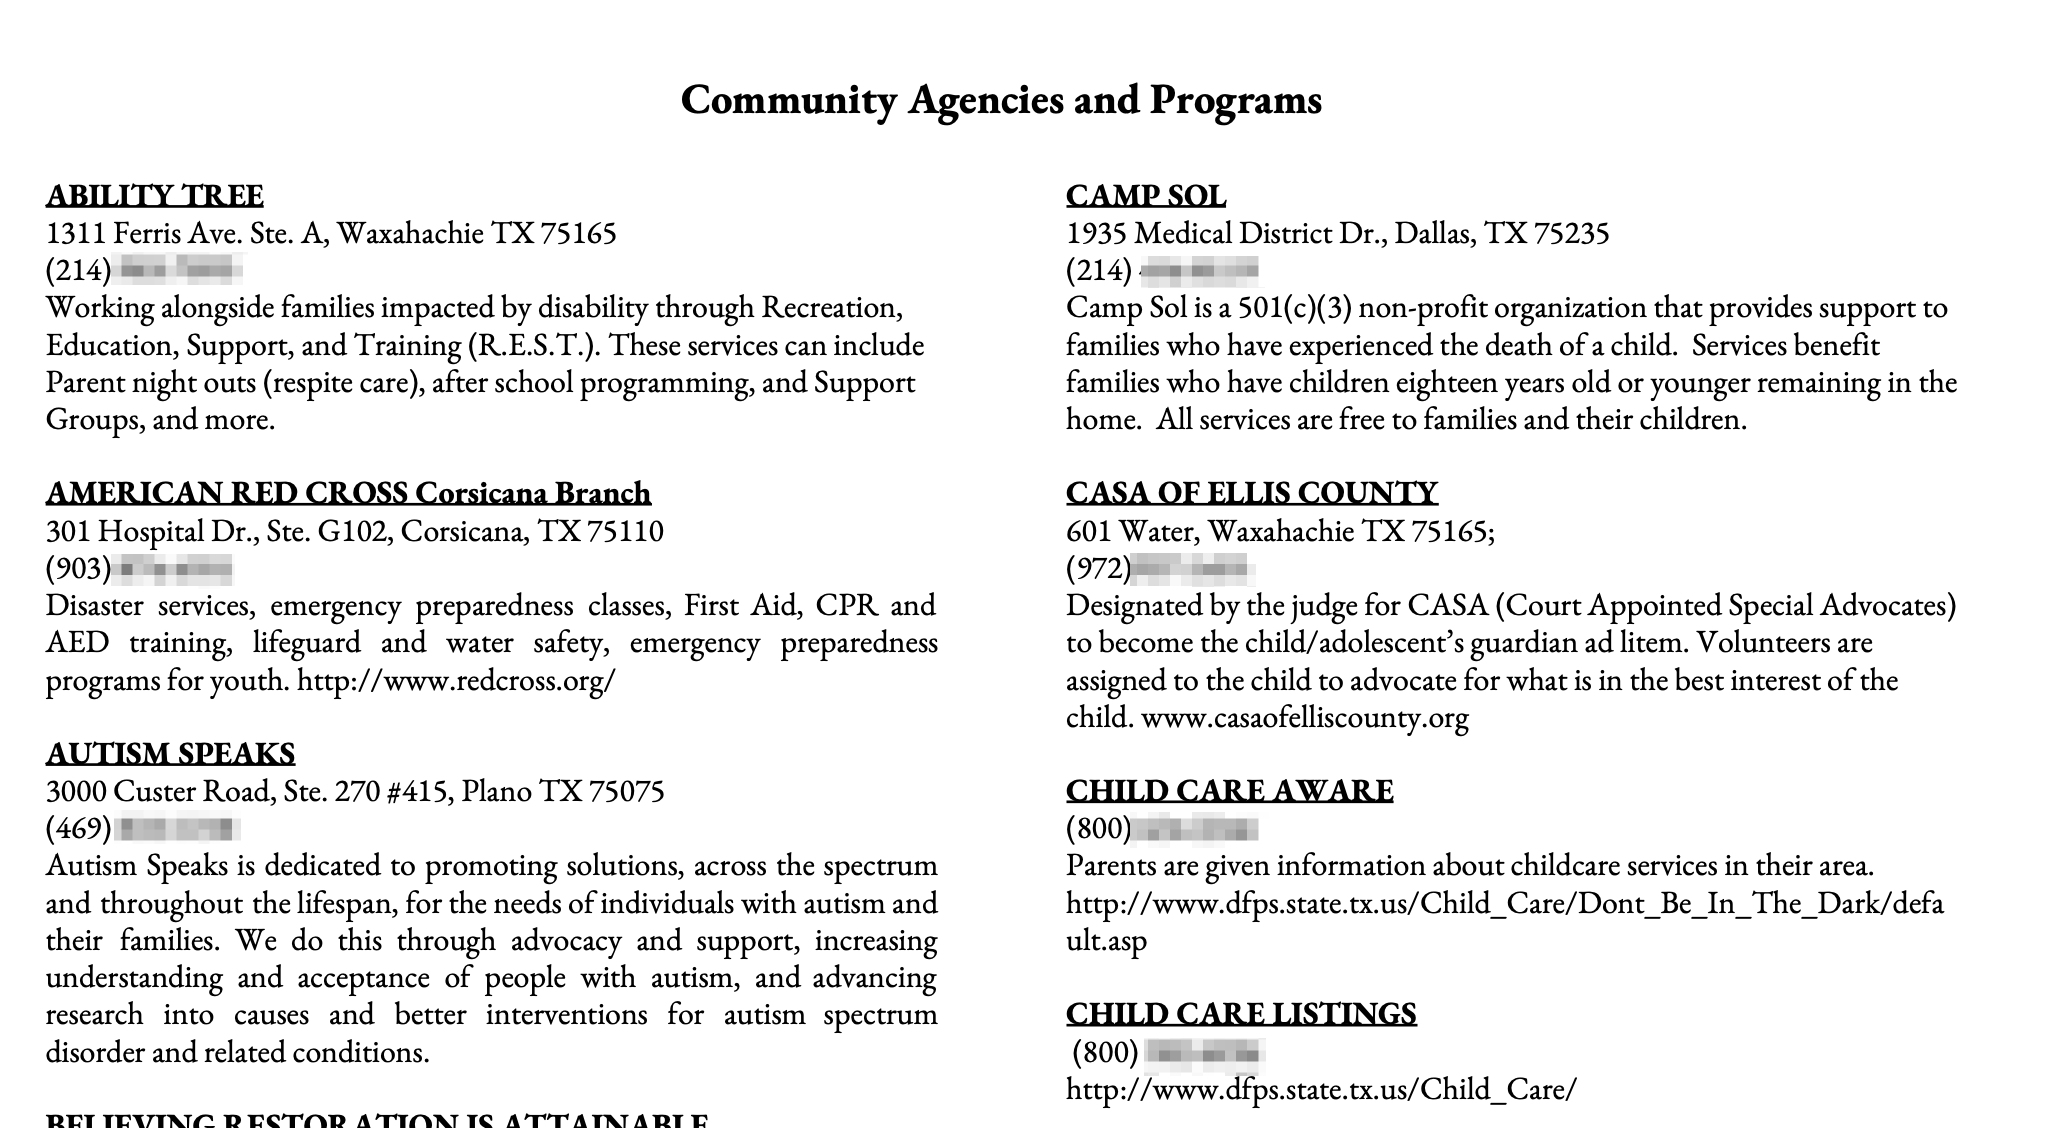 Community Agencies and Programs
ABILITY TREE
1311 Ferris Ave. Ste. A, Waxahachie TX 75165
(214)
Working alongside families impacted by disability through Recreation,
Education, Support, and Training (R.E.S.T.). These services can include
Parent night outs (respite care), after school programming, and Support
Groups, and more.
AMERICAN RED CROSS Corsicana Branch
301 Hospital Dr., Ste. G102, Corsicana, TX 75110
(903)
Disaster services, emergency preparedness classes, First Aid, CPR and
AED training, lifeguard and water safety, emergency preparedness
programs for youth. http://www.redcross.org/
AUTISM SPEAKS
3000 Custer Road, Ste. 270 #415, Plano TX 75075
(469)
Autism Speaks is dedicated to promoting solutions, across the spectrum
and throughout the lifespan, for the needs of individuals with autism and
their families. We do this through advocacy and support, increasing
understanding and acceptance of people with autism, and advancing
research into causes and better interventions for autism spectrum
disorder and related conditions.
BELIEVING RESTORATION IS ATTAINABLE
CAMP SOL
1935 Medical District Dr., Dallas, TX 75235
(214)
Camp Sol is a 501(c)(3) non-profit organization that provides support to
families who have experienced the death of a child.  Services benefit
families who have children eighteen years old or younger remaining in the
home.  All services are free to families and their children.
CASA OF ELLIS COUNTY
601 Water, Waxahachie TX 75165;
(972)
Designated by the judge for CASA (Court Appointed Special Advocates)
to become the child/adolescent’s guardian ad litem. Volunteers are
assigned to the child to advocate for what is in the best interest of the
child. www.casaofelliscounty.org
CHILD CARE AWARE
(800)
Parents are given information about childcare services in their area.
http://www.dfps.state.tx.us/Child_Care/Dont_Be_In_The_Dark/defa
ult.asp
CHILD CARE LISTINGS
(800)
http://www.dfps.state.tx.us/Child_Care/